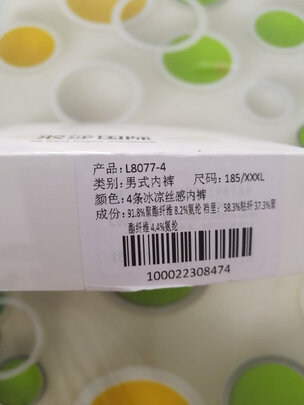 产品: L8077-4
类别: 男式内裤 尺码: 185/XXXL
颜色: 4条冰凉丝感内裤
成份: 91.8%聚酯纤维 8.2%氨纶 裆里: 58.3%粘纤 37.3%聚
酯纤维 4.4%氨纶
100022308474